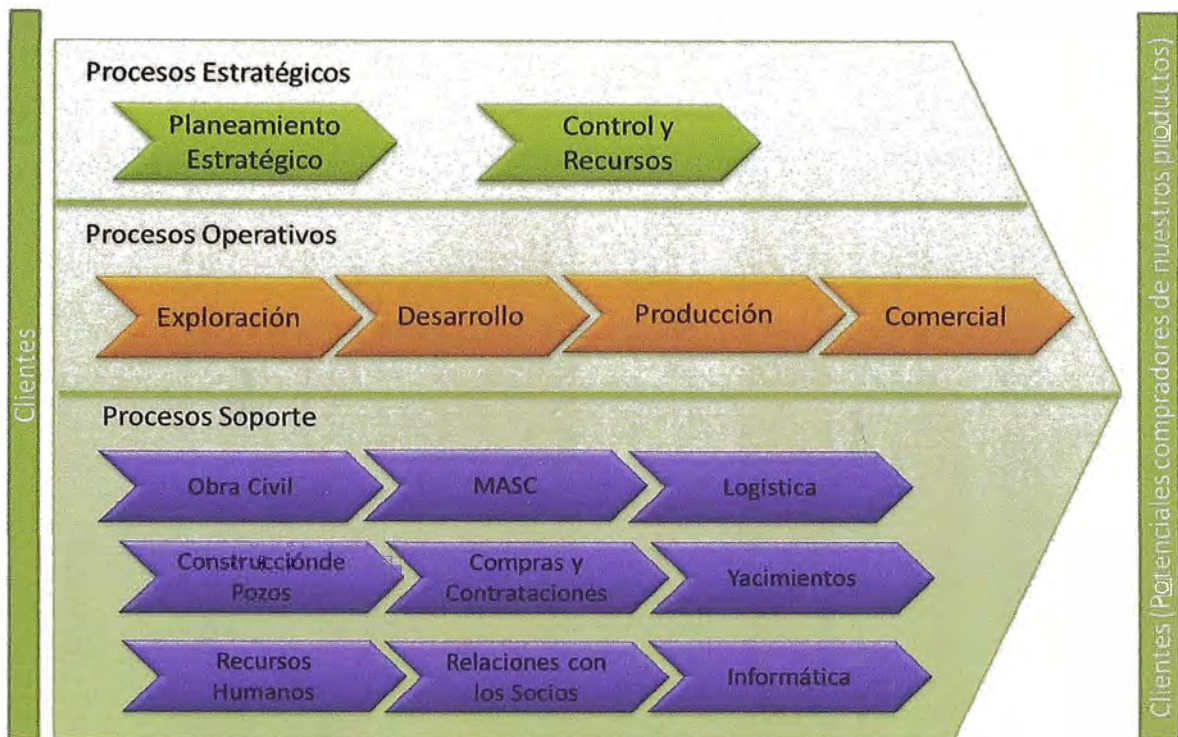 Clientes
Procesos Estratégicos
Planeamiento
Estratégico
Control y
Recursos
Procesos Operativos
Exploración
Desarrollo
Producción
Comercial
Procesos Soporte
Obra Civil
MASC
Logistica
Construcciónde
Pozos
Compras y
Contrataciones
Yacimientos
Recursos
Humanos
Relaciones con
los Socios
Informática
Clientes (Potenciales compradores de nuestros productos)